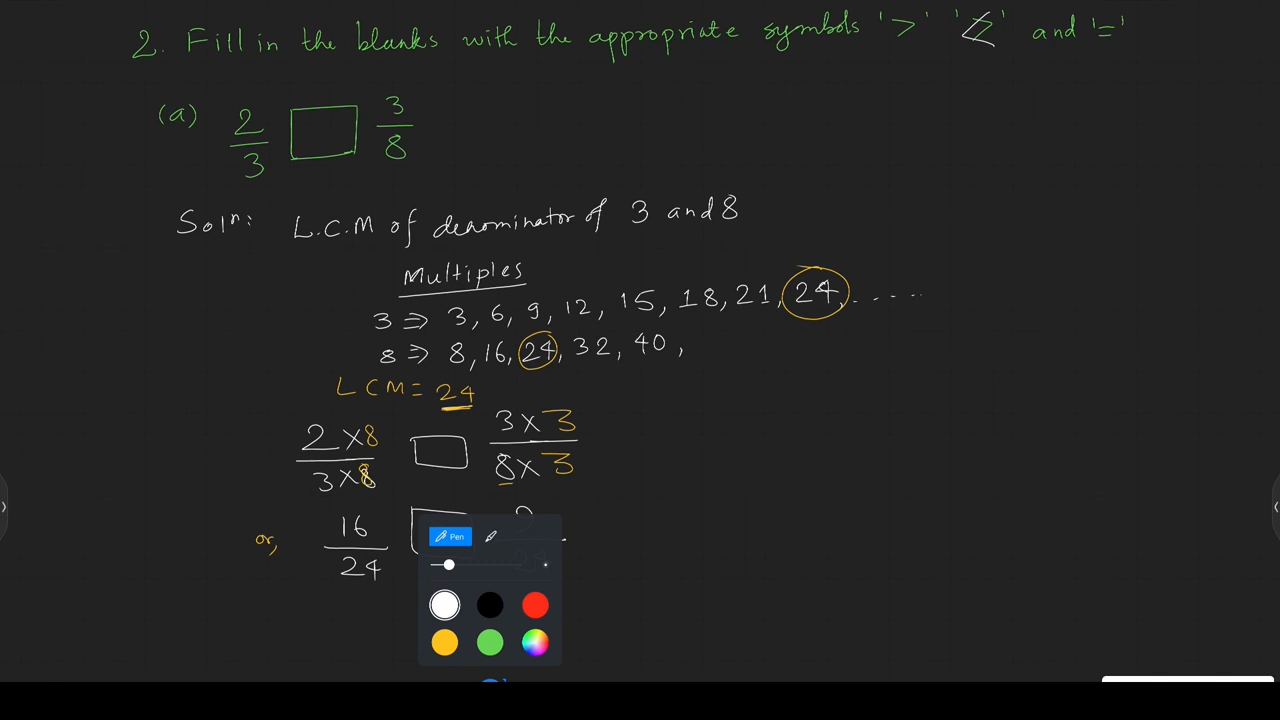 2. Fill in the blanks with the appropriate symbols '>' '<' and '='
(a) 2/3 □ 3/8
Solⁿ: L.C.M of denominator of 3 and 8
Multiples
3 ⇒ 3, 6, 9, 12, 15, 18, 21, 24, .....
8 ⇒ 8, 16, 24, 32, 40,
LCM = 24
2×8 □ 3×3
3×8 8×3
or, 16/24
Pen